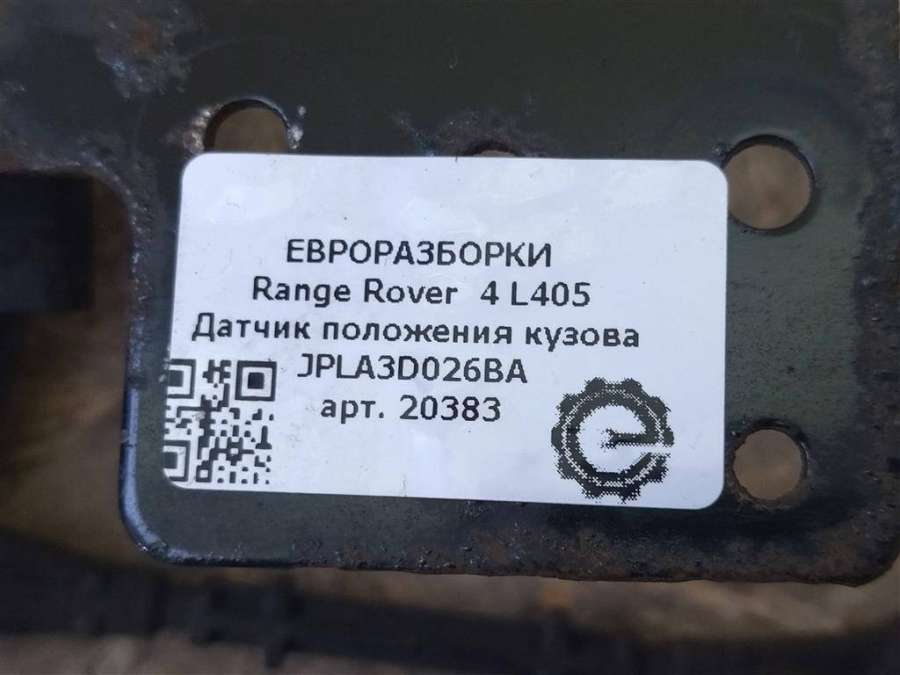 ЕВРОРАЗБОРКИ
Range Rover 4 L405
Датчик положения кузова
JPLA3D026BA
арт. 20383